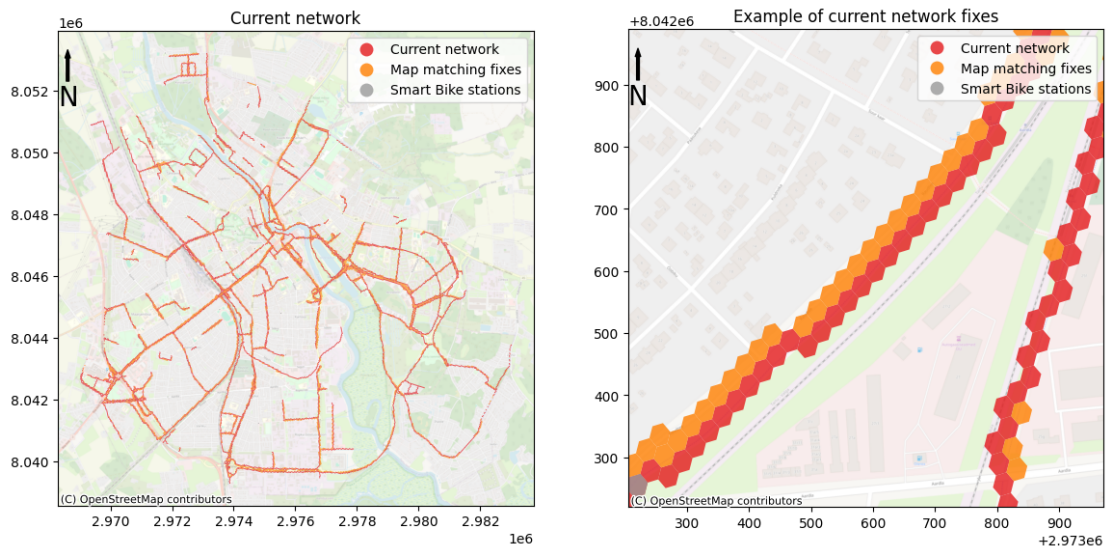 Current network
1e6
Current network
Map matching fixes
Smart Bike stations
N
8.052
8.050
8.048
8.046
8.044
8.042
8.040
(C) OpenStreetMap contributors
2.970 2.972 2.974 2.976 2.978 2.980 2.982
1e6
Example of current network fixes
+8.042e6
Current network
Map matching fixes
Smart Bike stations
N
900
800
700
600
500
400
300
(C) OpenStreetMap contributors
300 400 500 600 700 800 900
+2.973e6